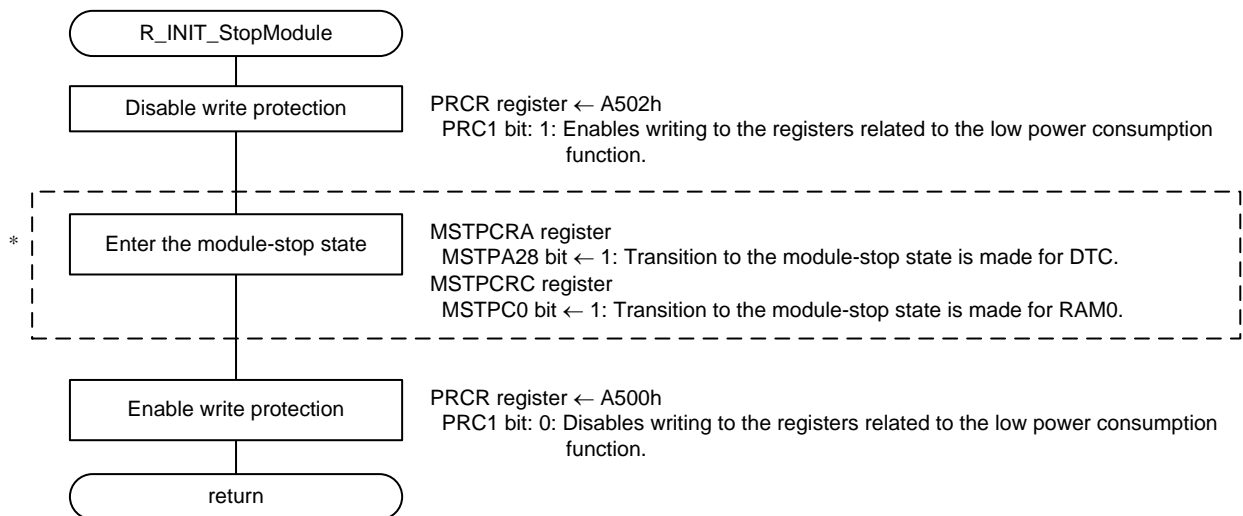 R_INIT_StopModule
Disable write protection
PRCR register ← A502h
PRC1 bit: 1: Enables writing to the registers related to the low power consumption
function.
*
Enter the module-stop state
MSTPCRA register
MSTPA28 bit ← 1: Transition to the module-stop state is made for DTC.
MSTPCRC register
MSTPC0 bit ← 1: Transition to the module-stop state is made for RAM0.
Enable write protection
PRCR register ← A500h
PRC1 bit: 0: Disables writing to the registers related to the low power consumption
function.
return